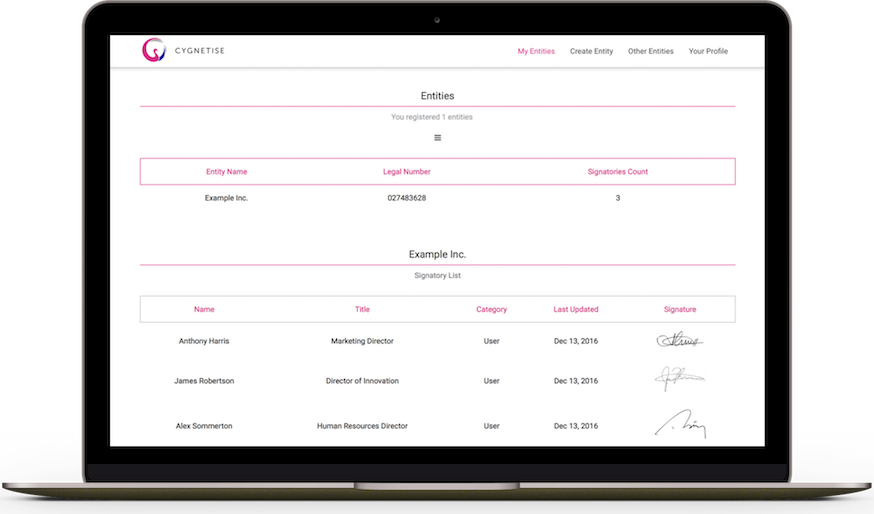 CYGNETISE My Entities Create Entity Other Entities Your Profile
Entities
You registered 1 entities
Entity Name Legal Number Signatories Count
Example Inc. 027483628 3
Example Inc.
Signatory List
Name Title Category Last Updated Signature
Anthony Harris Marketing Director User Dec 13, 2016
James Robertson Director of Innovation User Dec 13, 2016
Alex Sommerton Human Resources Director User Dec 13, 2016